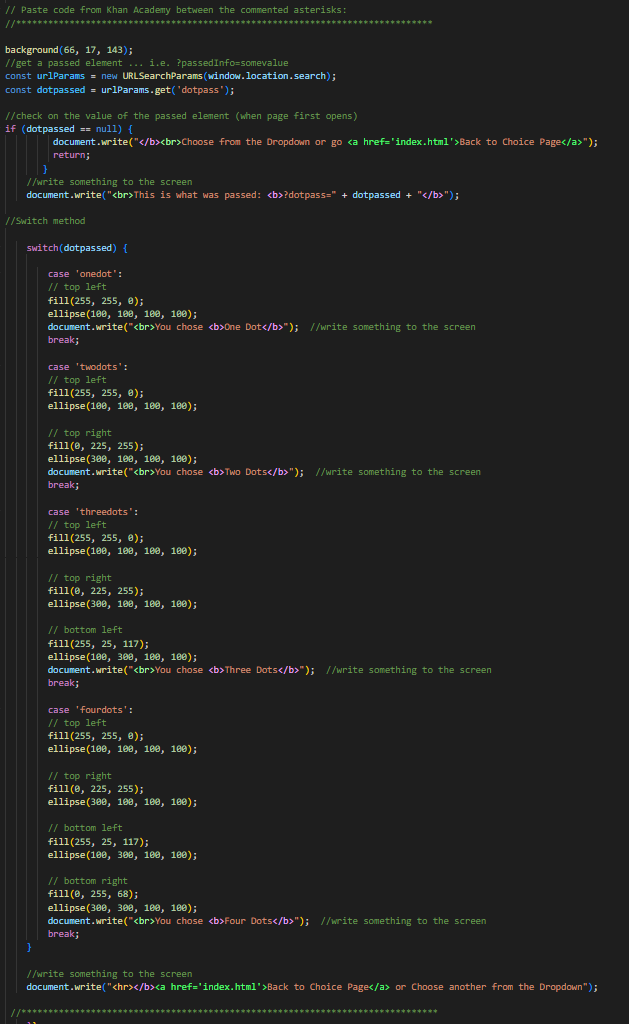 // Paste code from Khan Academy between the commented asterisks:
//******************************************************************************
background(66, 17, 143);
//get a passed element ... i.e. ?passedInfo=somevalue
const urlParams = new URLSearchParams(window.location.search);
const dotpassed = urlParams.get('dotpass');
//check on the value of the passed element (when page first opens)
if (dotpassed == null) {
document.write("</b><br>Choose from the Dropdown or go <a href='index.html'>Back to Choice Page</a>");
return;
}
//write something to the screen
document.write("<br>This is what was passed: <b>?dotpass=" + dotpassed + "</b>");
//Switch method
switch(dotpassed) {
case 'onedot':
// top left
fill(255, 255, 0);
ellipse(100, 100, 100, 100);
document.write("<br>You chose <b>One Dot</b>"); //write something to the screen
break;
case 'twodots':
// top left
fill(255, 255, 0);
ellipse(100, 100, 100, 100);
// top right
fill(0, 225, 255);
ellipse(300, 100, 100, 100);
document.write("<br>You chose <b>Two Dots</b>"); //write something to the screen
break;
case 'threedots':
// top left
fill(255, 255, 0);
ellipse(100, 100, 100, 100);
// top right
fill(0, 225, 255);
ellipse(300, 100, 100, 100);
// bottom left
fill(255, 25, 117);
ellipse(100, 300, 100, 100);
document.write("<br>You chose <b>Three Dots</b>"); //write something to the screen
break;
case 'fourdots':
// top left
fill(255, 255, 0);
ellipse(100, 100, 100, 100);
// top right
fill(0, 225, 255);
ellipse(300, 100, 100, 100);
// bottom left
fill(255, 25, 117);
ellipse(100, 300, 100, 100);
// bottom right
fill(0, 255, 68);
ellipse(300, 300, 100, 100);
document.write("<br>You chose <b>Four Dots</b>"); //write something to the screen
break;
}
//write something to the screen
document.write("<hr></b><a href='index.html'>Back to Choice Page</a> or Choose another from the Dropdown");
//******************************************************************************